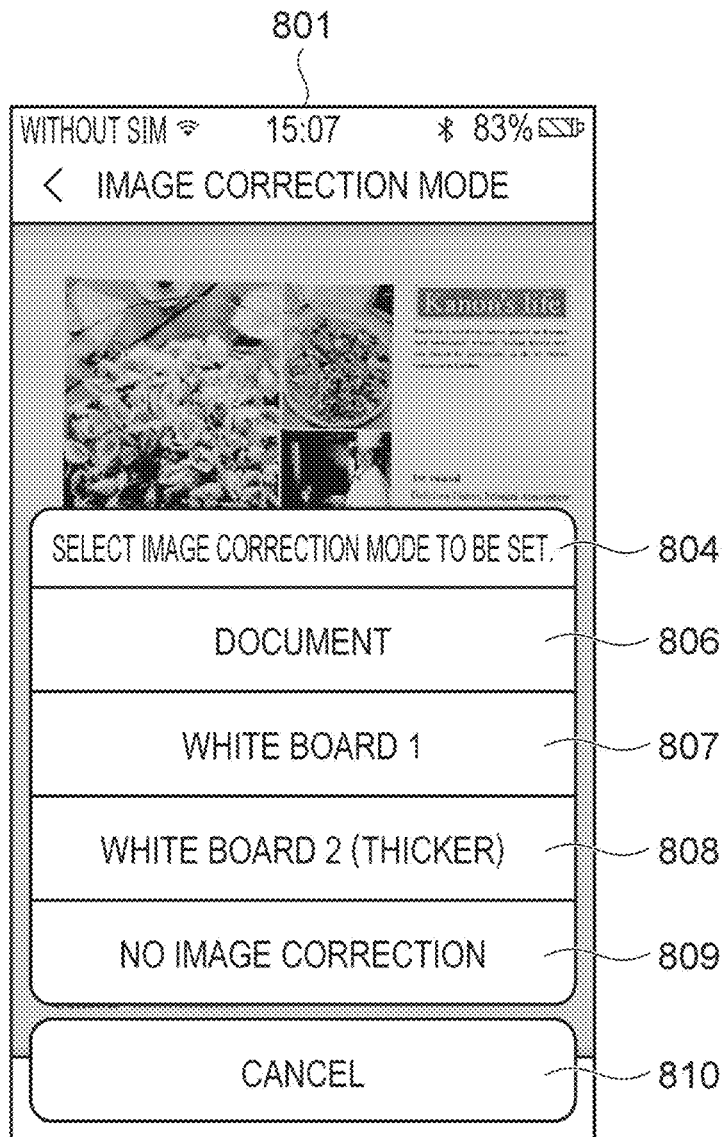 801
WITHOUT SIM 15:07 83%
< IMAGE CORRECTION MODE
SELECT IMAGE CORRECTION MODE TO BE SET. 804
DOCUMENT 806
WHITE BOARD 1 807
WHITE BOARD 2 (THICKER) 808
NO IMAGE CORRECTION 809
CANCEL 810